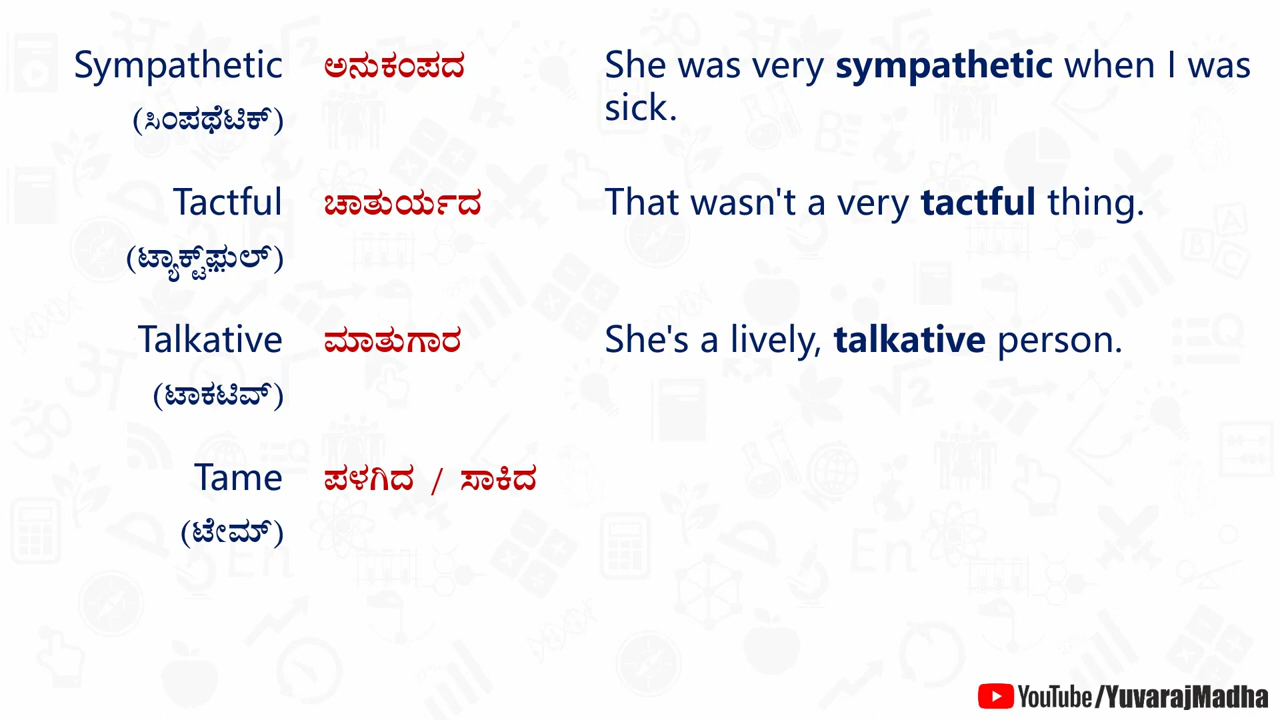 Sympathetic ಅನುಕಂಪದ She was very sympathetic when I was
sick.
(ಸಿಂಪಥೆಟಿಕ್)
Tactful ಚಾತುರ್ಯದ That wasn't a very tactful thing.
(ಟ್ಯಾಕ್ಟ್‌ಫ಼ುಲ್)
Talkative ಮಾತುಗಾರ She's a lively, talkative person.
(ಟಾಕಟಿವ್)
Tame ಪಳಗಿದ / ಸಾಕಿದ
(ಟೇಮ್)
YouTube/YuvarajMadha